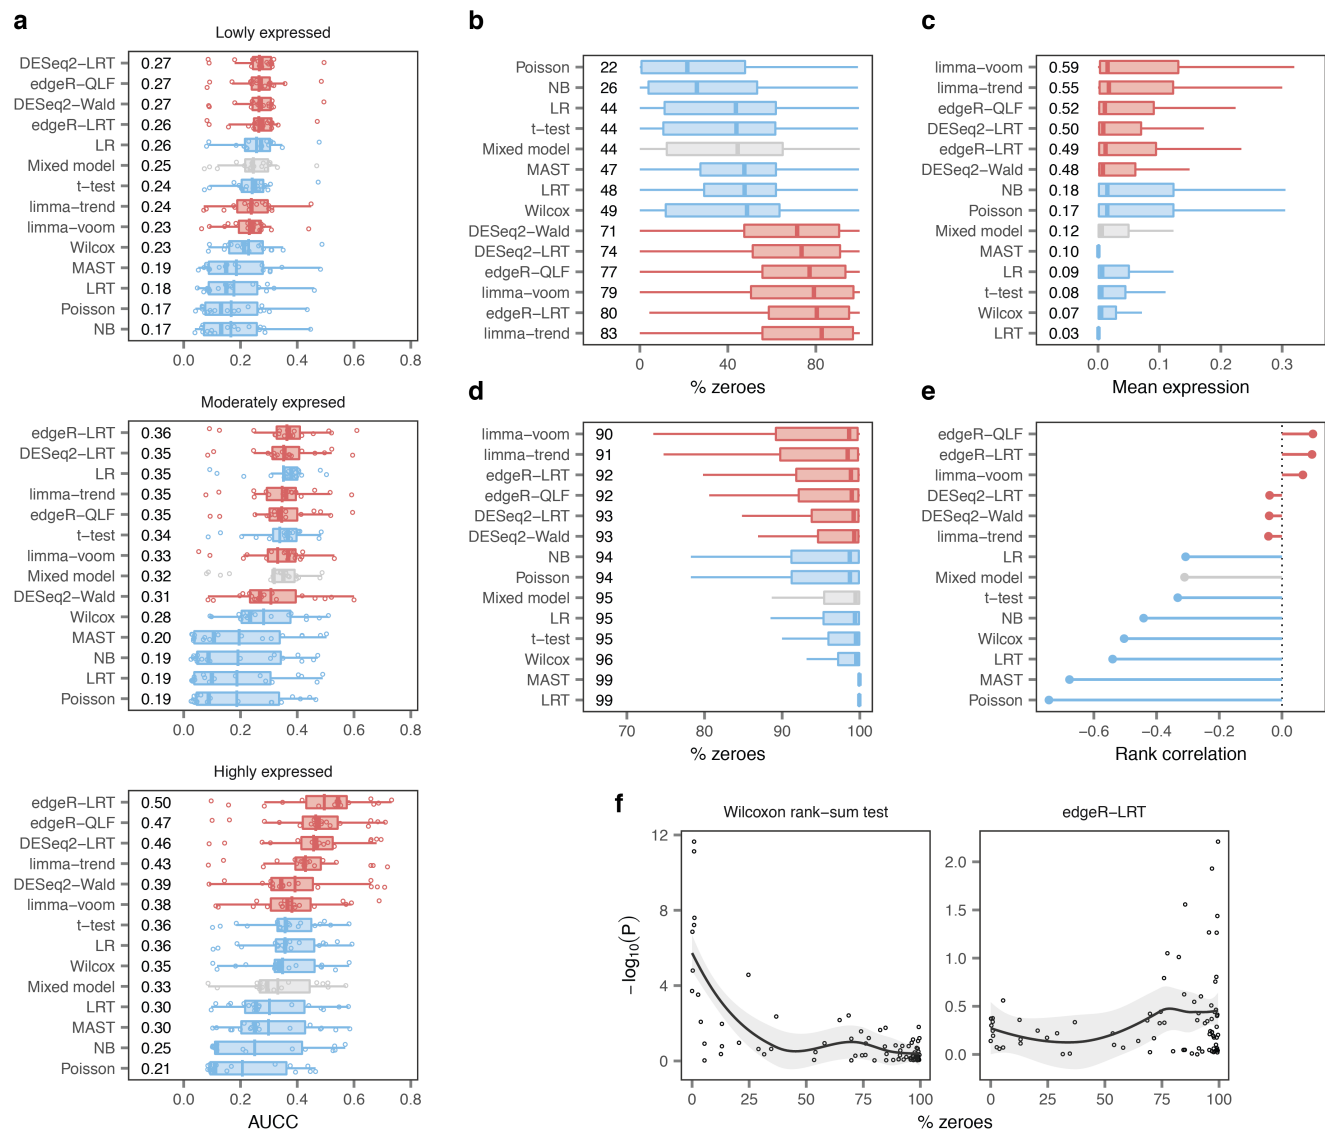 a
Lowly expressed
DESeq2−LRT 0.27
edgeR−QLF 0.27
DESeq2−Wald 0.27
edgeR−LRT 0.26
LR 0.26
Mixed model 0.25
t−test 0.24
limma−trend 0.24
limma−voom 0.23
Wilcox 0.23
MAST 0.19
LRT 0.18
Poisson 0.17
NB 0.17
0.0 0.2 0.4 0.6 0.8
Moderately expresed
edgeR−LRT 0.36
DESeq2−LRT 0.35
LR 0.35
limma−trend 0.35
edgeR−QLF 0.35
t−test 0.34
limma−voom 0.33
Mixed model 0.32
DESeq2−Wald 0.31
Wilcox 0.28
MAST 0.20
NB 0.19
LRT 0.19
Poisson 0.19
0.0 0.2 0.4 0.6 0.8
Highly expressed
edgeR−LRT 0.50
edgeR−QLF 0.47
DESeq2−LRT 0.46
limma−trend 0.43
DESeq2−Wald 0.39
limma−voom 0.38
t−test 0.36
LR 0.36
Wilcox 0.35
Mixed model 0.33
LRT 0.30
MAST 0.30
NB 0.25
Poisson 0.21
0.0 0.2 0.4 0.6 0.8
AUCC
b
Poisson 22
NB 26
LR 44
t−test 44
Mixed model 44
MAST 47
LRT 48
Wilcox 49
DESeq2−Wald 71
DESeq2−LRT 74
edgeR−QLF 77
limma−voom 79
edgeR−LRT 80
limma−trend 83
0 40 80
% zeroes
c
limma−voom 0.59
limma−trend 0.55
edgeR−QLF 0.52
DESeq2−LRT 0.50
edgeR−LRT 0.49
DESeq2−Wald 0.48
NB 0.18
Poisson 0.17
Mixed model 0.12
MAST 0.10
LR 0.09
t−test 0.08
Wilcox 0.07
LRT 0.03
0.0 0.1 0.2 0.3
Mean expression
d
limma−voom 90
limma−trend 91
edgeR−LRT 92
edgeR−QLF 92
DESeq2−LRT 93
DESeq2−Wald 93
NB 94
Poisson 94
Mixed model 95
LR 95
t−test 95
Wilcox 96
MAST 99
LRT 99
70 80 90 100
% zeroes
e
edgeR−QLF
edgeR−LRT
limma−voom
DESeq2−LRT
DESeq2−Wald
limma−trend
LR
Mixed model
t−test
NB
Wilcox
LRT
MAST
Poisson
−0.6 −0.4 −0.2 0.0
Rank correlation
f
Wilcoxon rank−sum test
12
8
4
0
−log10(P)
0 25 50 75 100
edgeR−LRT
2.0
1.5
1.0
0.5
0.0
0 25 50 75 100
% zeroes